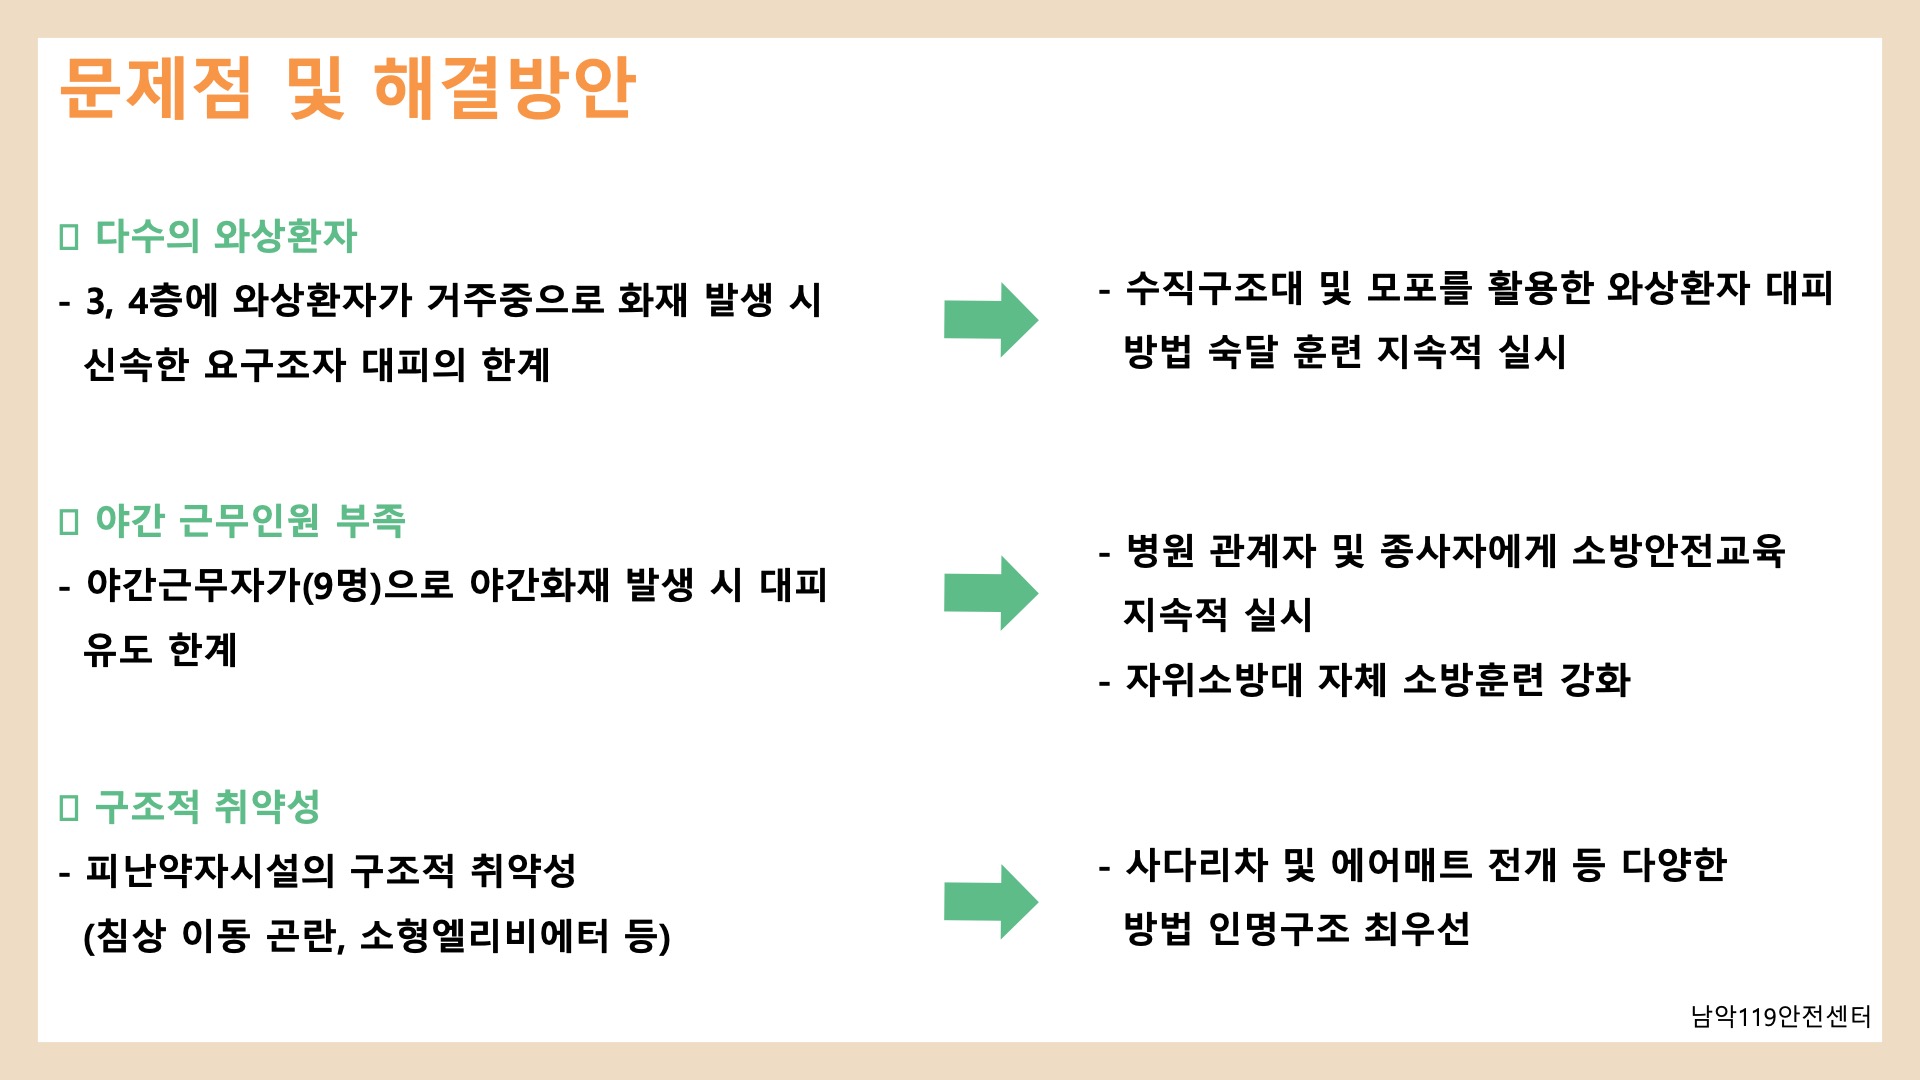 문제점 및 해결방안
▯ 다수의 와상환자
- 3, 4층에 와상환자가 거주중으로 화재 발생 시
신속한 요구조자 대피의 한계
- 수직구조대 및 모포를 활용한 와상환자 대피
방법 숙달 훈련 지속적 실시
▯ 야간 근무인원 부족
- 야간근무자가(9명)으로 야간화재 발생 시 대피
유도 한계
- 병원 관계자 및 종사자에게 소방안전교육
지속적 실시
- 자위소방대 자체 소방훈련 강화
▯ 구조적 취약성
- 피난약자시설의 구조적 취약성
(침상 이동 곤란, 소형엘리비에터 등)
- 사다리차 및 에어매트 전개 등 다양한
방법 인명구조 최우선
남악119안전센터